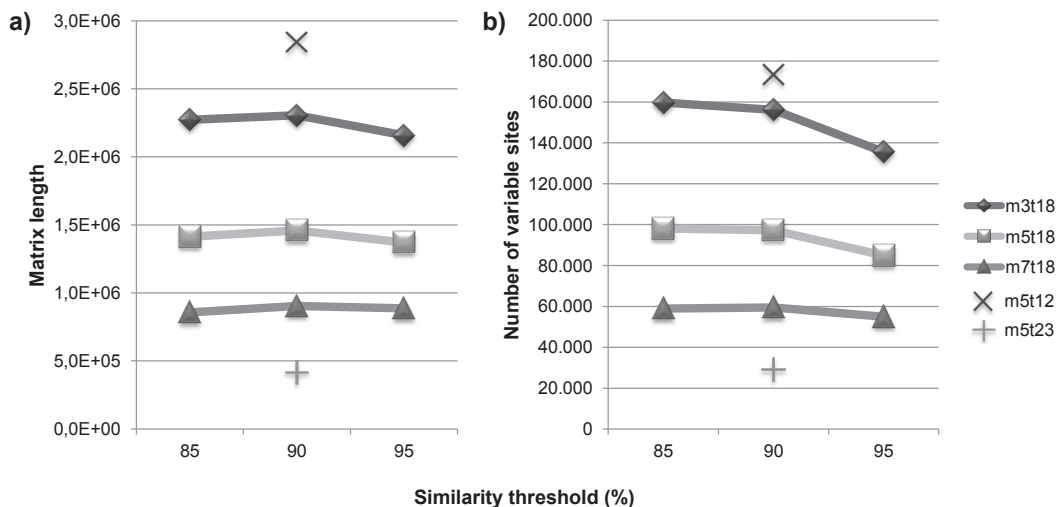 a)
Matrix length
3,0E+06
2,5E+06
2,0E+06
1,5E+06
1,0E+06
5,0E+05
0,0E+00
85 90 95
b)
Number of variable sites
200.000
180.000
160.000
140.000
120.000
100.000
80.000
60.000
40.000
20.000
0
85 90 95
m3t18
m5t18
m7t18
m5t12
m5t23
Similarity threshold (%)